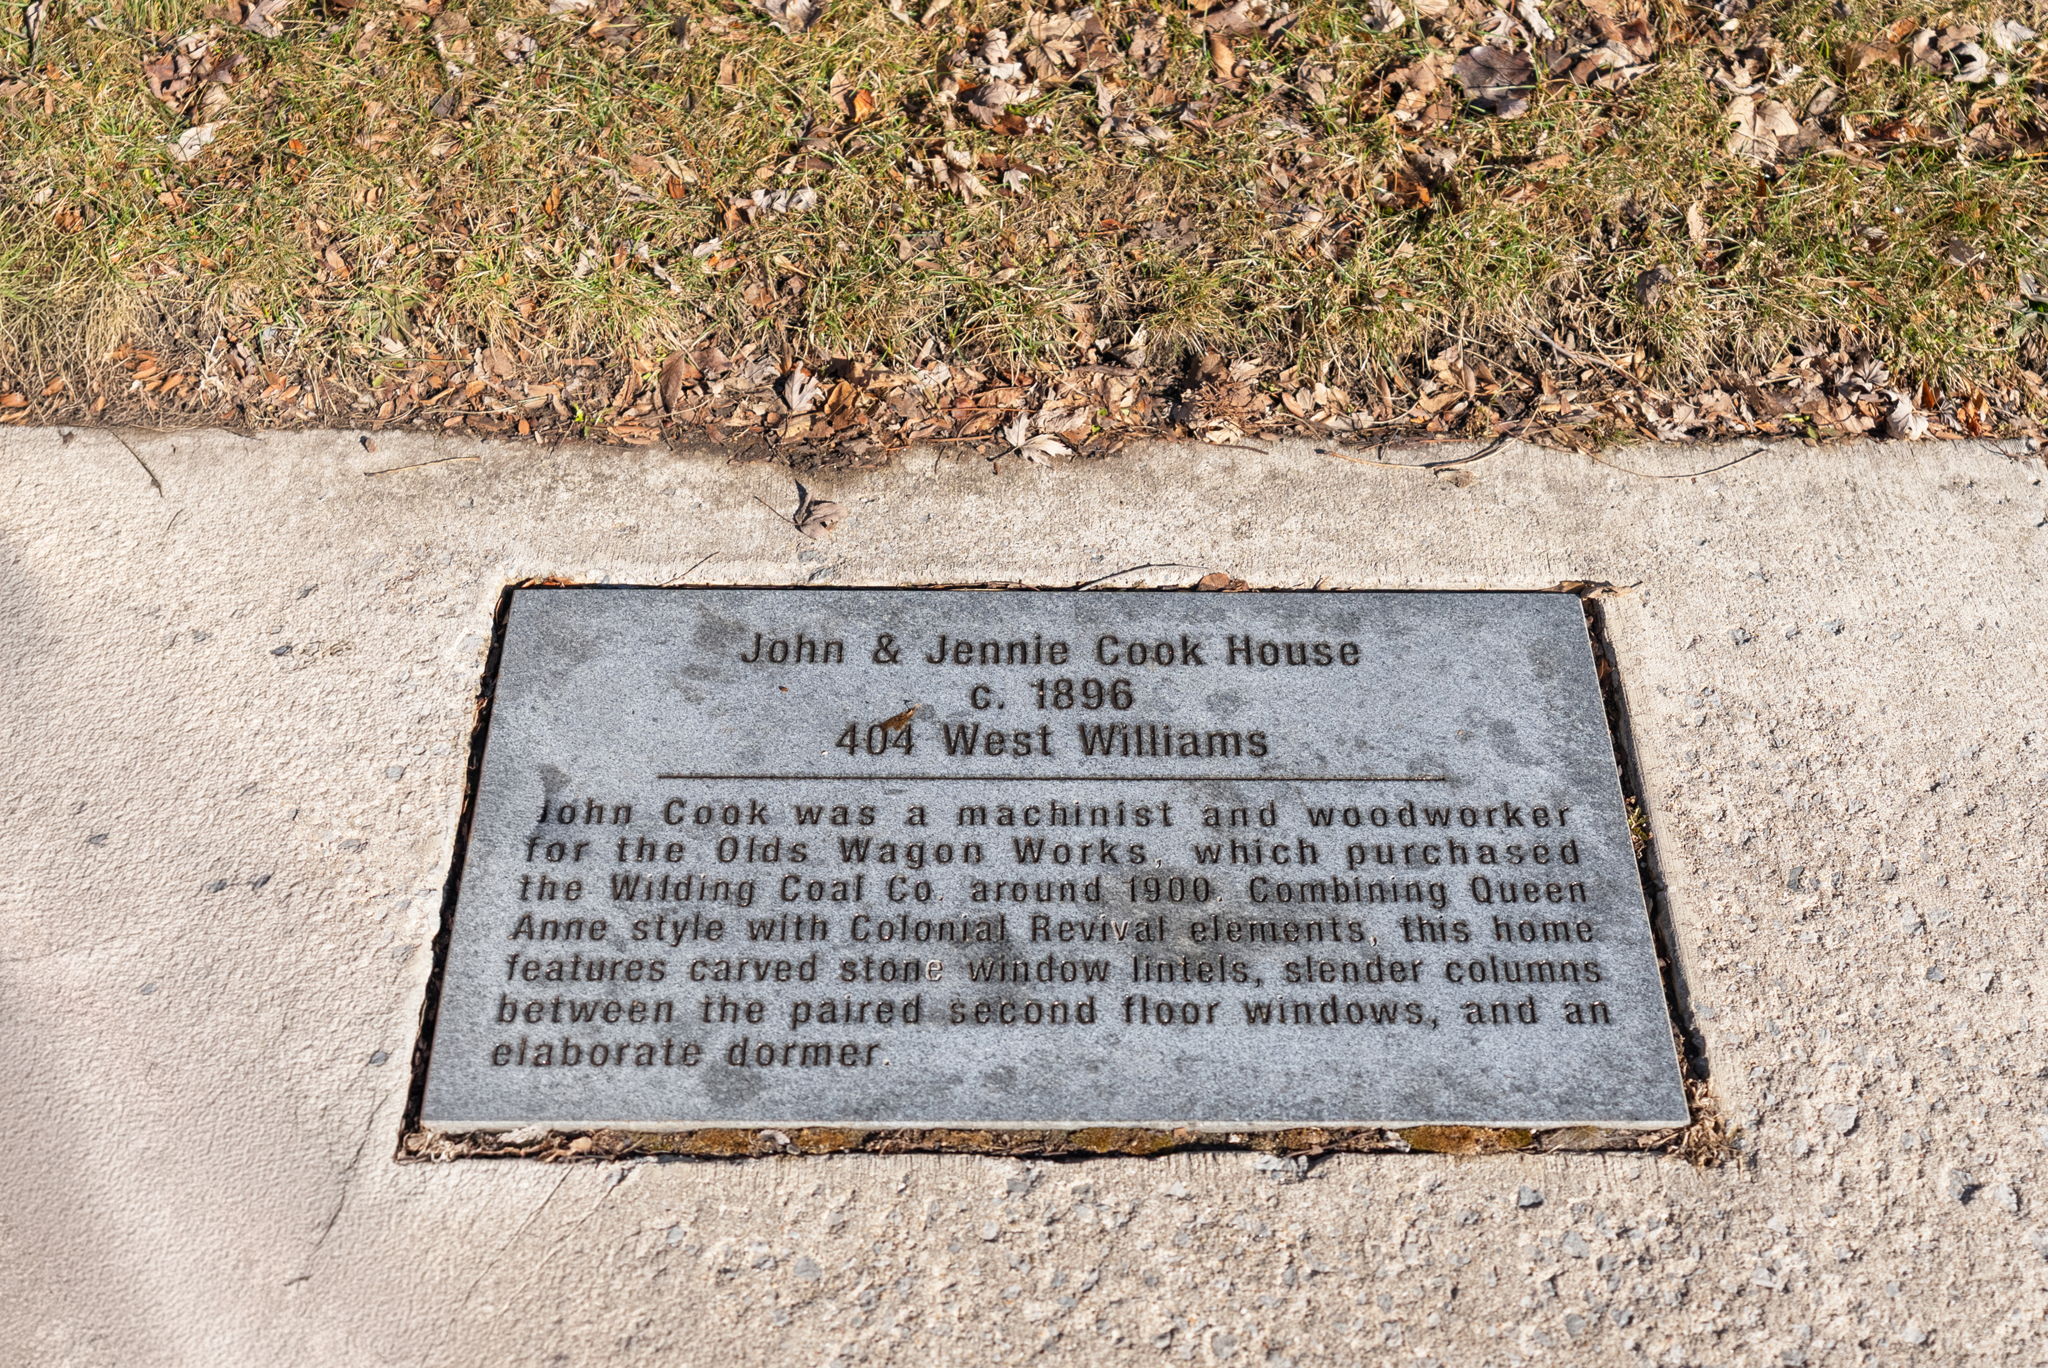 John & Jennie Cook House
c. 1896
404 West Williams
John Cook was a machinist and woodworker
for the Olds Wagon Works, which purchased
the Wilding Coal Co. around 1900. Combining Queen
Anne style with Colonial Revival elements, this home
features carved stone window lintels, slender columns
between the paired second floor windows, and an
elaborate dormer.